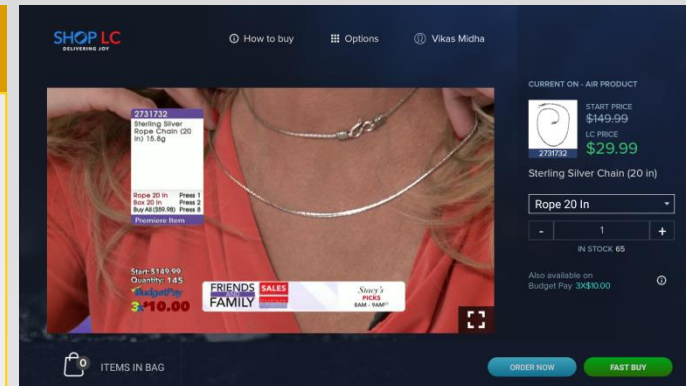 SHOP LC
DELIVERING JOY
How to buy
Options
Vikas Midha
2731732
Sterling Silver
Rope Chain (20
in) 15.8g
Rope 20 in Press 1
Box 20 in Press 2
Buy All ($59.98) Press 8
Premiere Item
Start: $149.99
Quantity: 145
BudgetPay
3X$10.00
FRIENDS
AND
FAMILY
SALES
Stacy's
PICKS
8AM - 9AM
CURRENT ON - AIR PRODUCT
START PRICE
$149.99
LC PRICE
$29.99
2731732
Sterling Silver Chain (20 in)
Rope 20 In
- 1 +
IN STOCK 65
Also available on
Budget Pay 3X$10.00
0
ITEMS IN BAG
ORDER NOW
FAST BUY